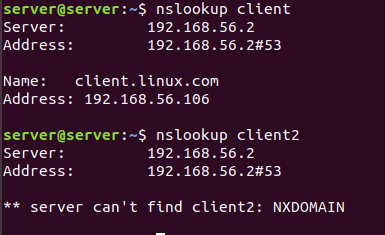 server@server:~$ nslookup client
Server:         192.168.56.2
Address:        192.168.56.2#53
Name:   client.linux.com
Address: 192.168.56.106
server@server:~$ nslookup client2
Server:         192.168.56.2
Address:        192.168.56.2#53
** server can't find client2: NXDOMAIN